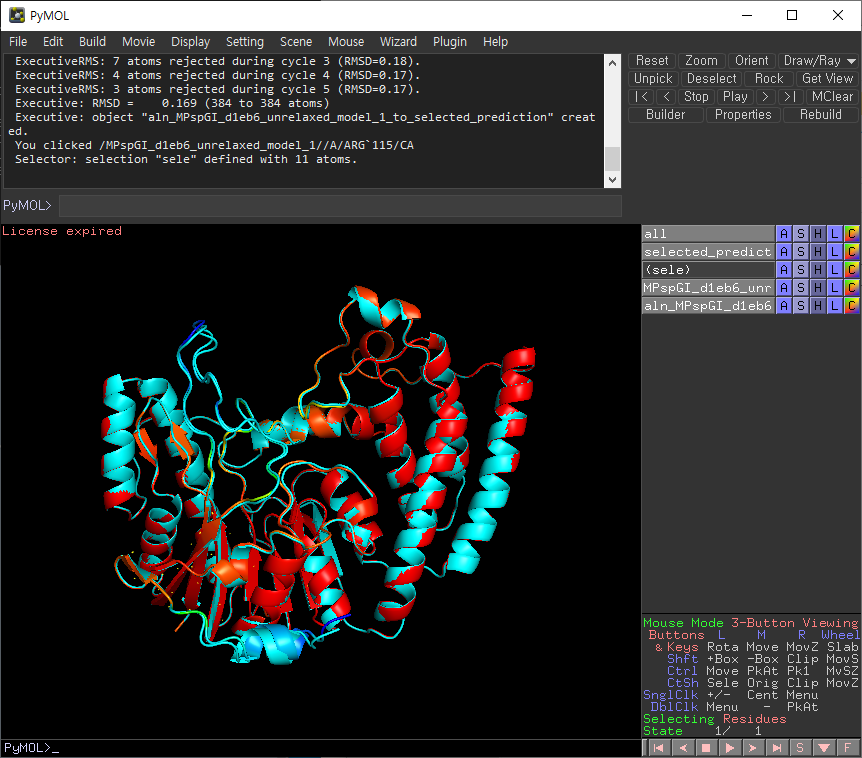 PyMOL
File Edit Build Movie Display Setting Scene Mouse Wizard Plugin Help
ExecutiveRMS: 7 atoms rejected during cycle 3 (RMSD=0.18).
ExecutiveRMS: 4 atoms rejected during cycle 4 (RMSD=0.17).
ExecutiveRMS: 3 atoms rejected during cycle 5 (RMSD=0.17).
Executive: RMSD =    0.169 (384 to 384 atoms)
Executive: object "aln_MPspGI_d1eb6_unrelaxed_model_1_to_selected_prediction" creat
ed.
You clicked /MPspGI_d1eb6_unrelaxed_model_1//A/ARG`115/CA
Selector: selection "sele" defined with 11 atoms.
PyMOL>
Reset Zoom Orient Draw/Ray
Unpick Deselect Rock Get View
|< < Stop Play > >| MClear
Builder Properties Rebuild
License expired
all A S H L C
selected_predict A S H L C
(sele) A S H L C
MPspGI_d1eb6_unr A S H L C
aln_MPspGI_d1eb6 A S H L C
Mouse Mode 3-Button Viewing
Buttons L M R Wheel
& Keys Rota Move MovZ Slab
Shft +Box -Box Clip MovS
Ctrl Move PkAt Pk1 MvSZ
CtSh Sele Orig Clip MovZ
SnglClk +/- Cent Menu
DblClk Menu - PkAt
Selecting Residues
State 1/ 1
PyMOL>_
S F